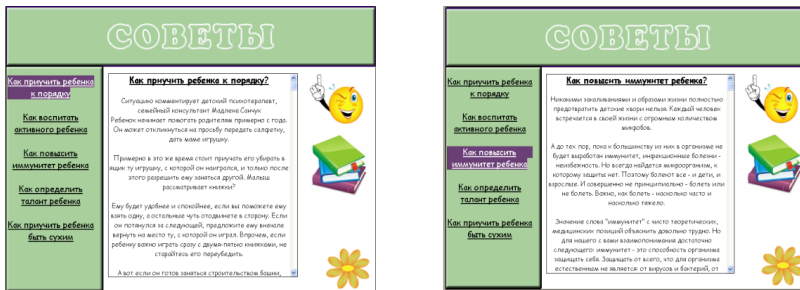 СОВЕТЫ
Как приучить ребенка
к порядку
Как воспитать
активного ребенка
Как повысить
иммунитет ребенка
Как определить
талант ребенка
Как приучить ребенка
быть сухим
Как приучить ребенка к порядку?
Ситуацию комментирует детский психотерапевт,
семейный консультант Мадлена Санчук
Ребенок начинает помогать родителям примерно с года.
Он может откликнуться на просьбу передать салфетку,
дать маме игрушку.
Примерно в это же время стоит приучать его убирать в
ящик ту игрушку, с которой он наигрался, и только после
этого разрешить ему заняться другой. Малыш
рассматривает книжки?
Ему будет удобнее и спокойнее, если вы поможете ему
взять одну, а остальные чуть отодвинете в сторону. Если
он потянулся за следующей, предложите ему вначале
вернуть на место ту, с которой он играл. Впрочем, если
ребенку важно играть сразу с двумя-пятью книжками, не
старайтесь его переубедить.
А вот если он готов заняться строительством башни,
СОВЕТЫ
Как приучить ребенка
к порядку
Как воспитать
активного ребенка
Как повысить
иммунитет ребенка
Как определить
талант ребенка
Как приучить ребенка
быть сухим
Как повысить иммунитет ребенка?
Никакими закаливаниями и образами жизни полностью
предотвратить детские хвори нельзя. Каждый человек
встречается в своей жизни с огромным количеством
микробов.
А до тех пор, пока к большинству из них в организме не
будет выработан иммунитет, инфекционные болезни -
неизбежность. Но всегда найдется микроорганизм, к
которому защиты нет. Поэтому болеют все - и дети, и
взрослые. И совершенно не принципиально - болеть или
не болеть. Важно, как болеть - насколько часто и
насколько тяжело.
Значение слова "иммунитет" с чисто теоретических,
медицинских позиций объяснить довольно трудно. Но
для нашего с вами взаимопонимания достаточно
следующего: иммунитет - это способность организма
защищать себя. Защищать от всего, что для организма
естественным не является: от вирусов и бактерий, от